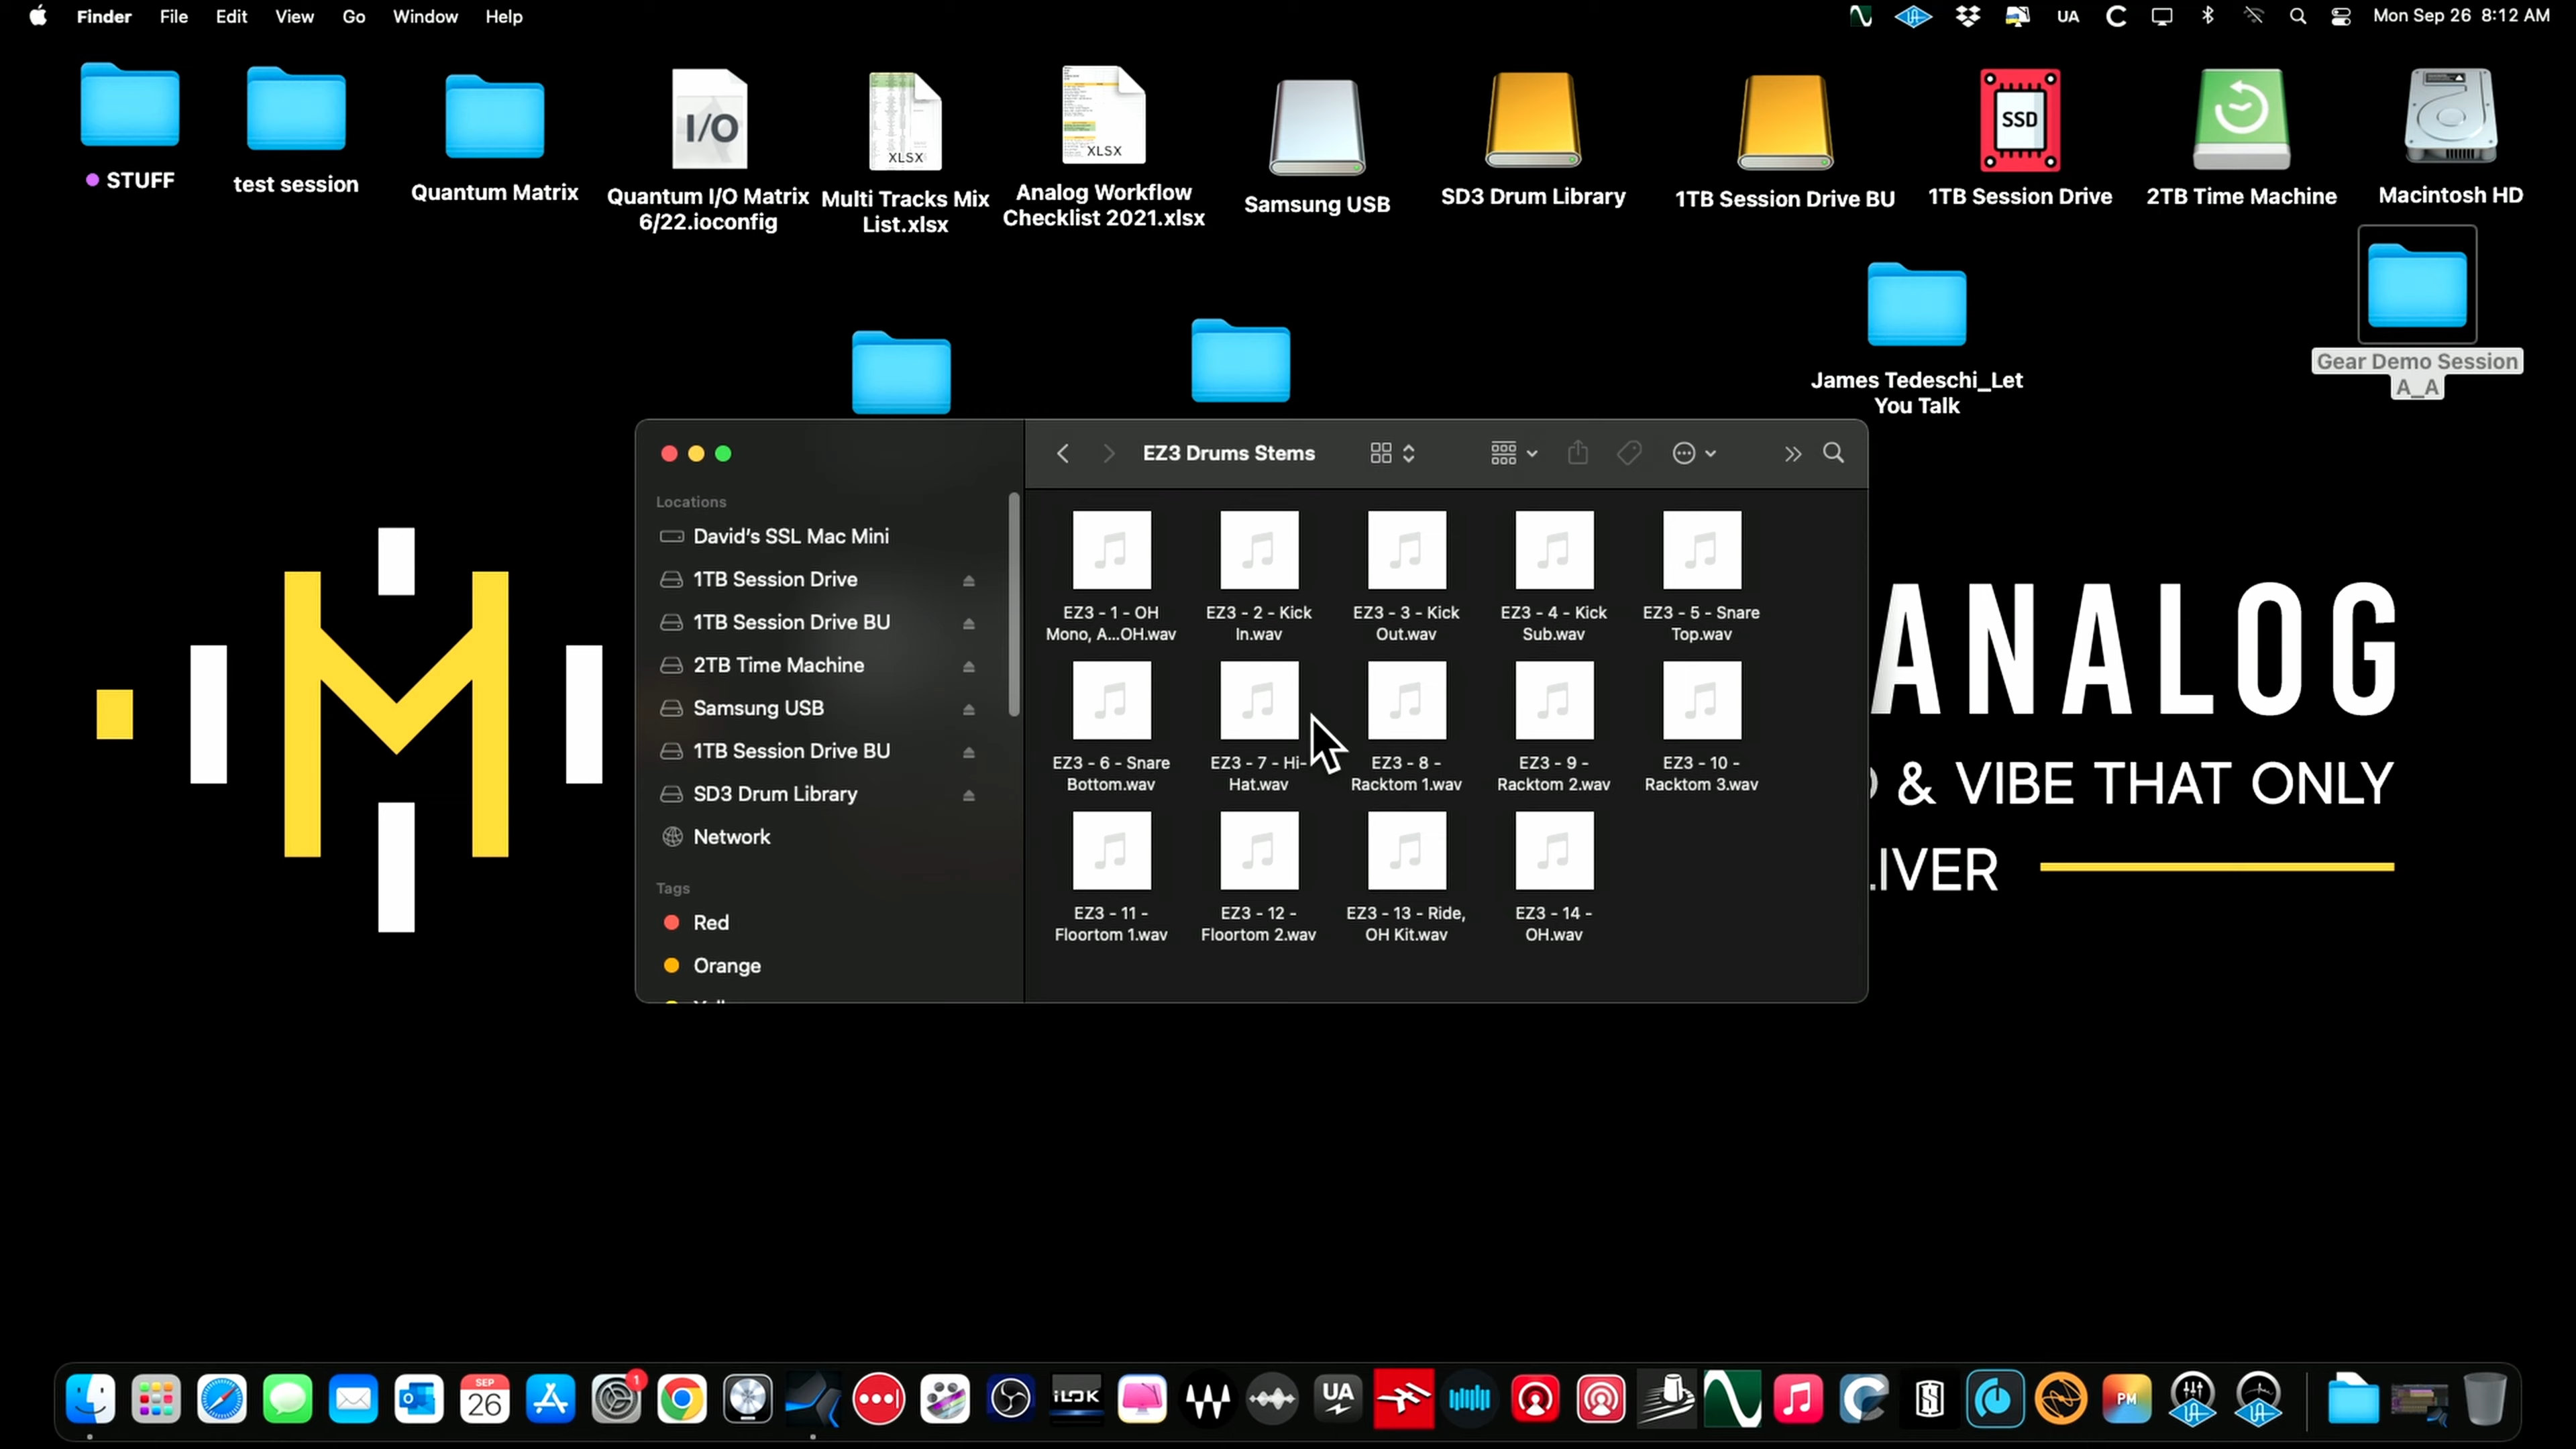 Finder File Edit View Go Window Help
UA
Mon Sep 26 8:12 AM
I/O
XLSX
XLSX
SSD
STUFF
test session
Quantum Matrix
Quantum I/O Matrix
6/22.ioconfig
Multi Tracks Mix
List.xlsx
Analog Workflow
Checklist 2021.xlsx
Samsung USB
SD3 Drum Library
1TB Session Drive BU
1TB Session Drive
2TB Time Machine
Macintosh HD
James Tedeschi_Let
You Talk
Gear Demo Session
A_A
EZ3 Drums Stems
Locations
David's SSL Mac Mini
1TB Session Drive
1TB Session Drive BU
2TB Time Machine
Samsung USB
1TB Session Drive BU
SD3 Drum Library
Network
Tags
Red
Orange
EZ3 - 1 - OH
Mono, A...OH.wav
EZ3 - 2 - Kick
In.wav
EZ3 - 3 - Kick
Out.wav
EZ3 - 4 - Kick
Sub.wav
EZ3 - 5 - Snare
Top.wav
EZ3 - 6 - Snare
Bottom.wav
EZ3 - 7 - Hi-
Hat.wav
EZ3 - 8 -
Racktom 1.wav
EZ3 - 9 -
Racktom 2.wav
EZ3 - 10 -
Racktom 3.wav
EZ3 - 11 -
Floortom 1.wav
EZ3 - 12 -
Floortom 2.wav
EZ3 - 13 - Ride,
OH Kit.wav
EZ3 - 14 -
OH.wav
M
ANALOG
& VIBE THAT ONLY
IVER
SEP
26
1
iLOK
UA
PM